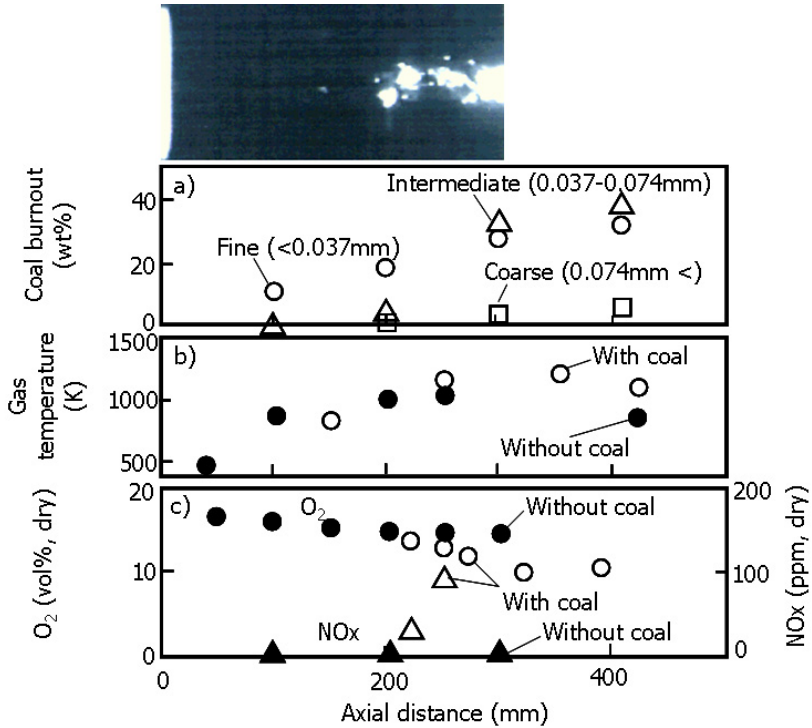 a)
Coal burnout
(wt%)
40
20
0
Intermediate (0.037-0.074mm)
Fine (<0.037mm)
Coarse (0.074mm <)
b)
Gas
temperature
(K)
1500
1000
500
With coal
Without coal
c)
O2 (vol%, dry)
20
10
0
O2
Without coal
With coal
NOx
Without coal
200
100
0
NOx (ppm, dry)
0
200
400
Axial distance (mm)